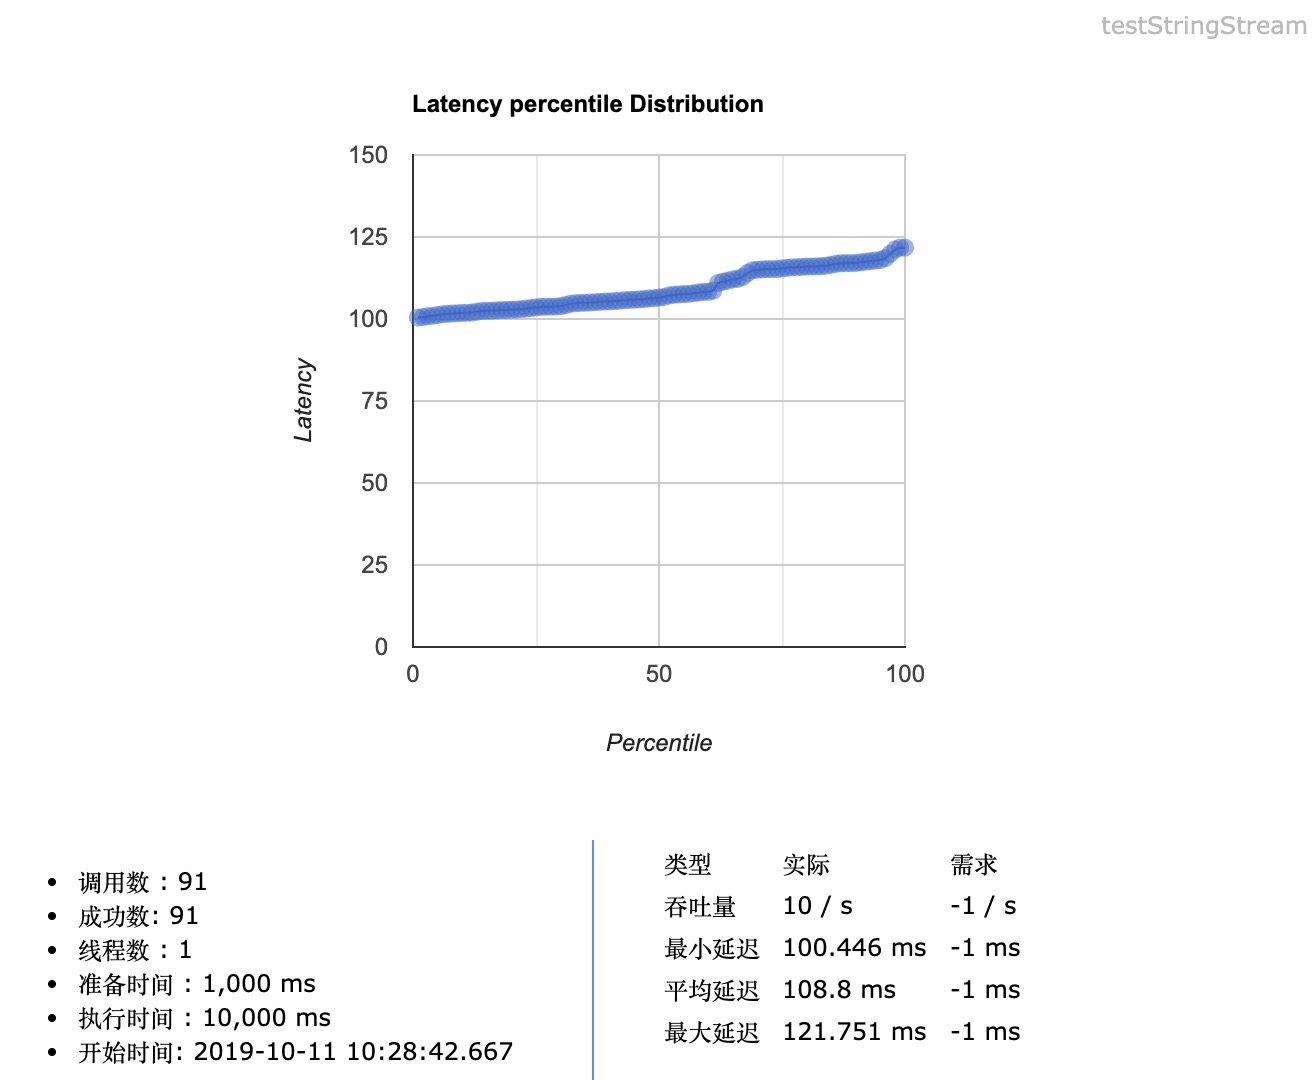 testStringStream
Latency percentile Distribution
150
125
100
75
50
25
0
Latency
0 50 100
Percentile
• 调用数 : 91
• 成功数: 91
• 线程数 : 1
• 准备时间 : 1,000 ms
• 执行时间 : 10,000 ms
• 开始时间: 2019-10-11 10:28:42.667
类型 实际 需求
吞吐量 10 / s -1 / s
最小延迟 100.446 ms -1 ms
平均延迟 108.8 ms -1 ms
最大延迟 121.751 ms -1 ms